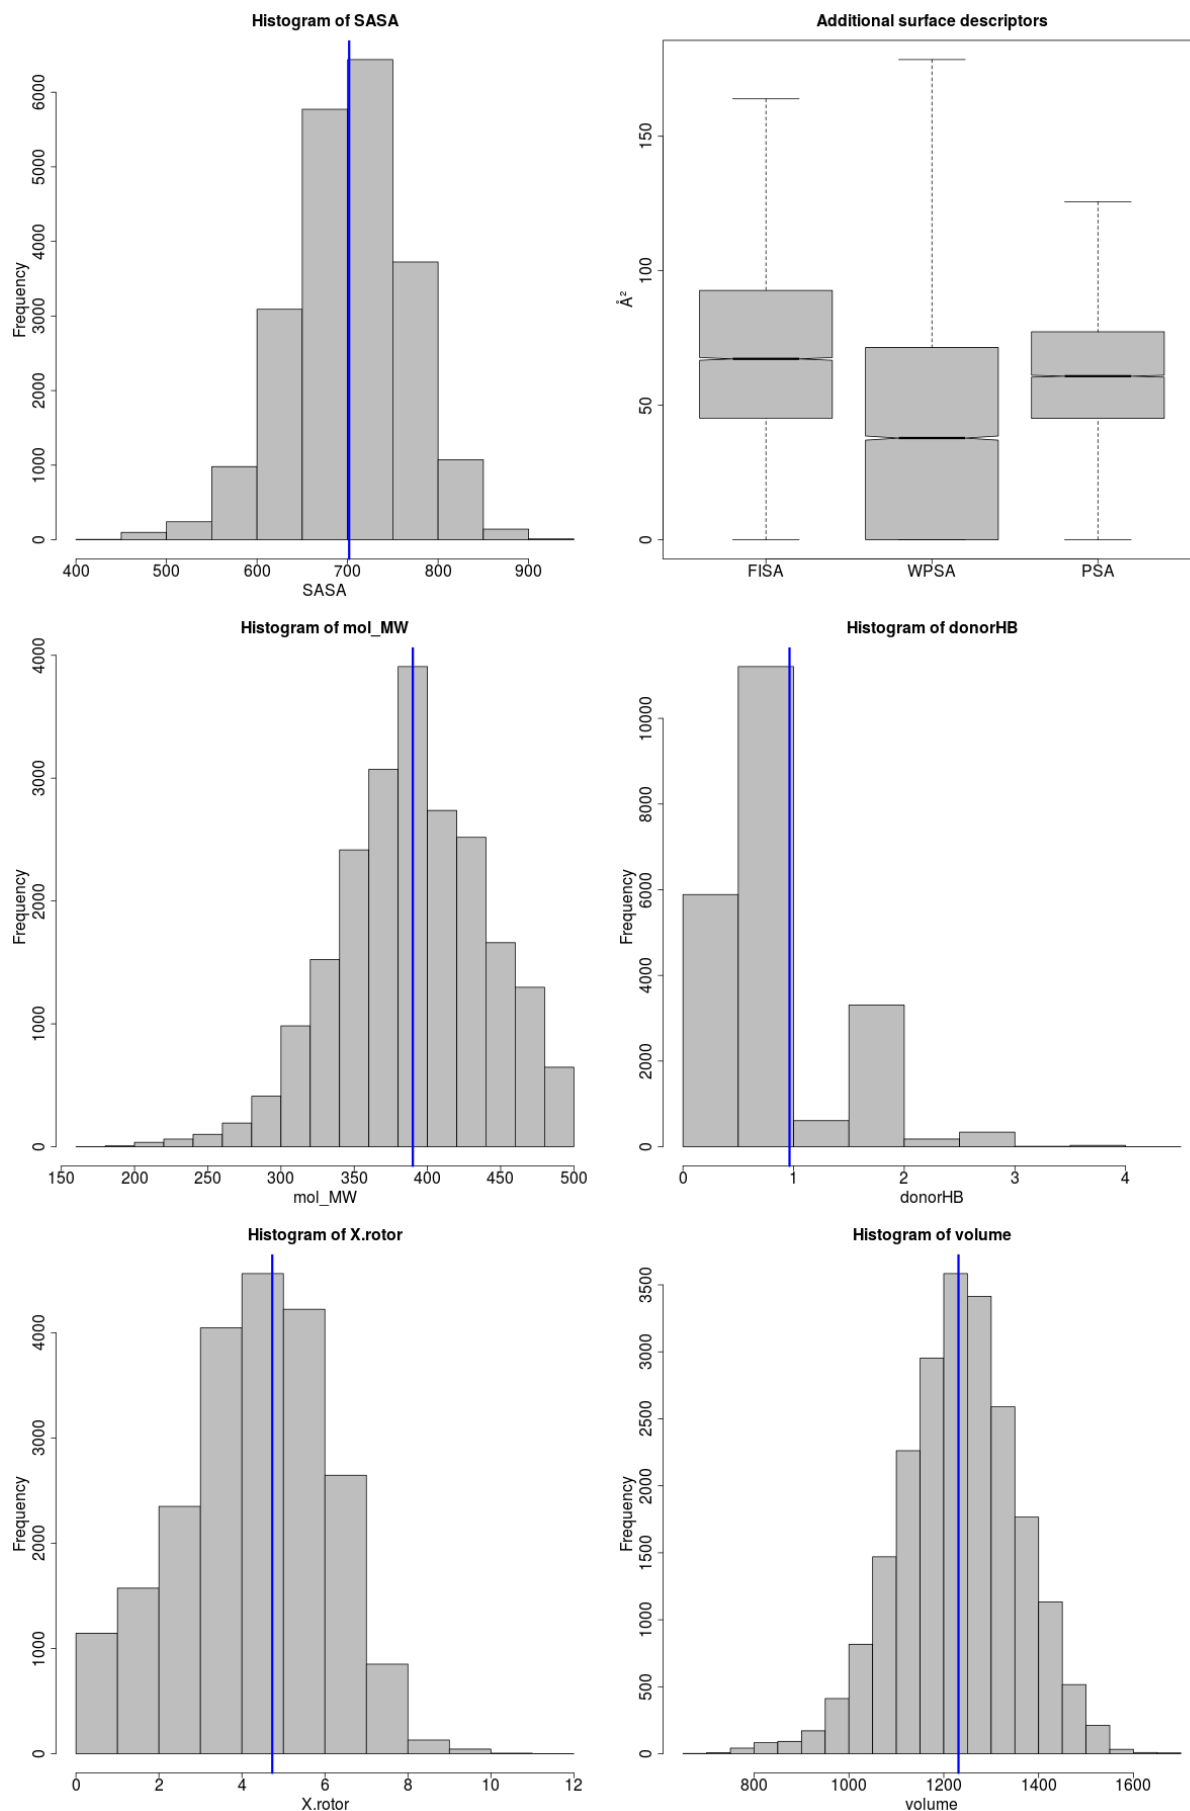 Histogram of SASA
Frequency
0 1000 2000 3000 4000 5000 6000
400 500 600 700 800 900
SASA
Additional surface descriptors
Å²
0 50 100 150
FISA WPSA PSA
Histogram of mol_MW
Frequency
0 1000 2000 3000 4000
150 200 250 300 350 400 450 500
mol_MW
Histogram of donorHB
Frequency
0 2000 4000 6000 8000 10000
0 1 2 3 4
donorHB
Histogram of X.rotor
Frequency
0 1000 2000 3000 4000
0 2 4 6 8 10 12
X.rotor
Histogram of volume
Frequency
0 500 1000 1500 2000 2500 3000 3500
800 1000 1200 1400 1600
volume